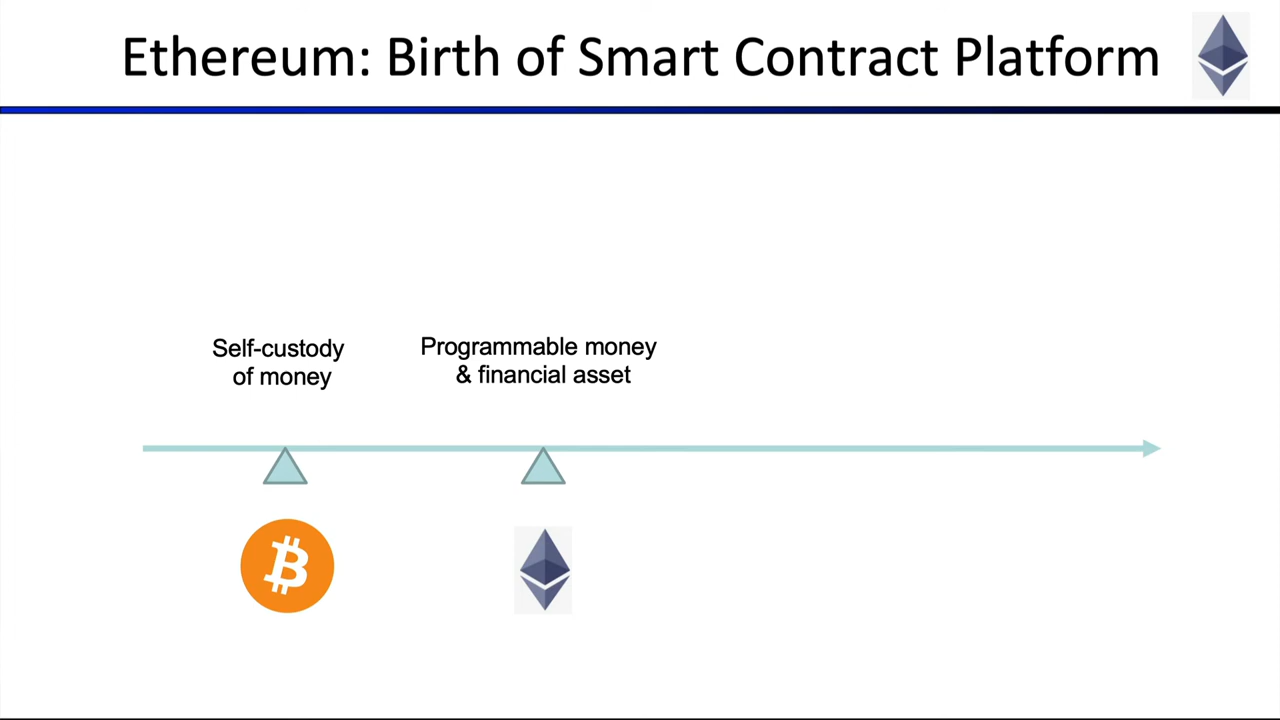 Ethereum: Birth of Smart Contract Platform
Self-custody
of money
Programmable money
& financial asset